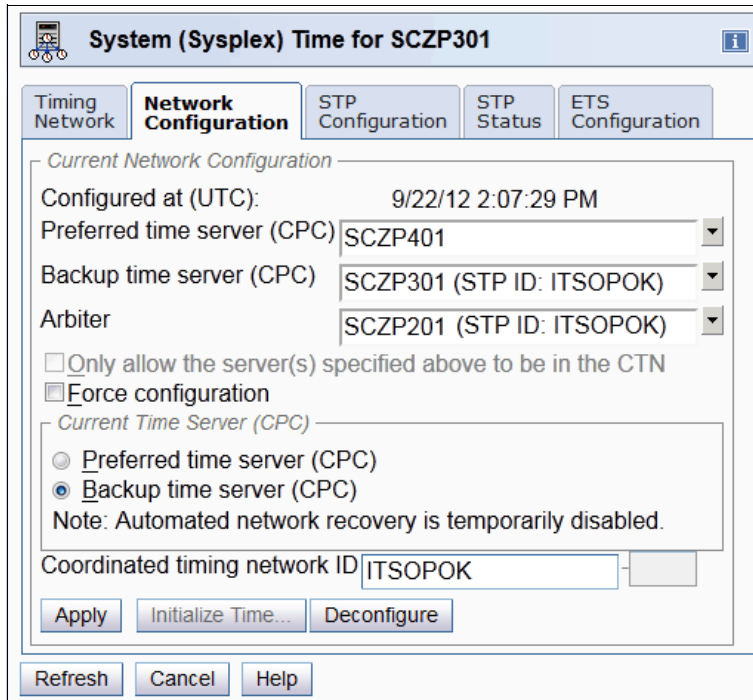 System (Sysplex) Time for SCZP301
i
Timing Network
Network Configuration
STP Configuration
STP Status
ETS Configuration
Current Network Configuration
Configured at (UTC): 9/22/12 2:07:29 PM
Preferred time server (CPC) SCZP401
Backup time server (CPC) SCZP301 (STP ID: ITSOPOK)
Arbiter SCZP201 (STP ID: ITSOPOK)
Only allow the server(s) specified above to be in the CTN
Force configuration
Current Time Server (CPC)
Preferred time server (CPC)
Backup time server (CPC)
Note: Automated network recovery is temporarily disabled.
Coordinated timing network ID ITSOPOK -
Apply Initialize Time... Deconfigure
Refresh Cancel Help